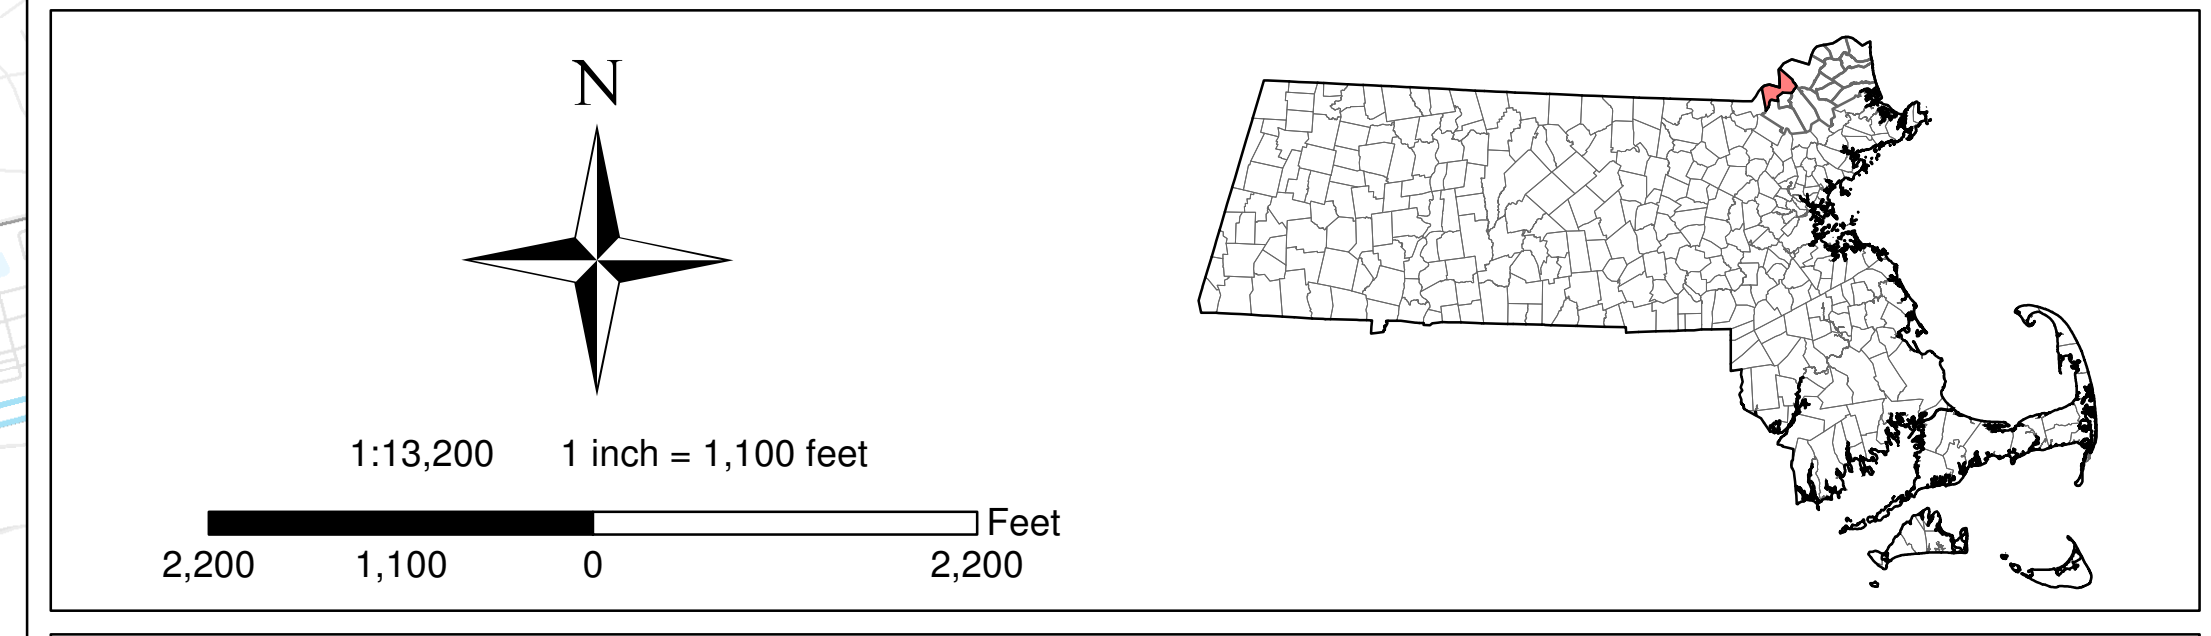 N
1:13,200 1 inch = 1,100 feet
Feet
2,200 1,100 0 2,200